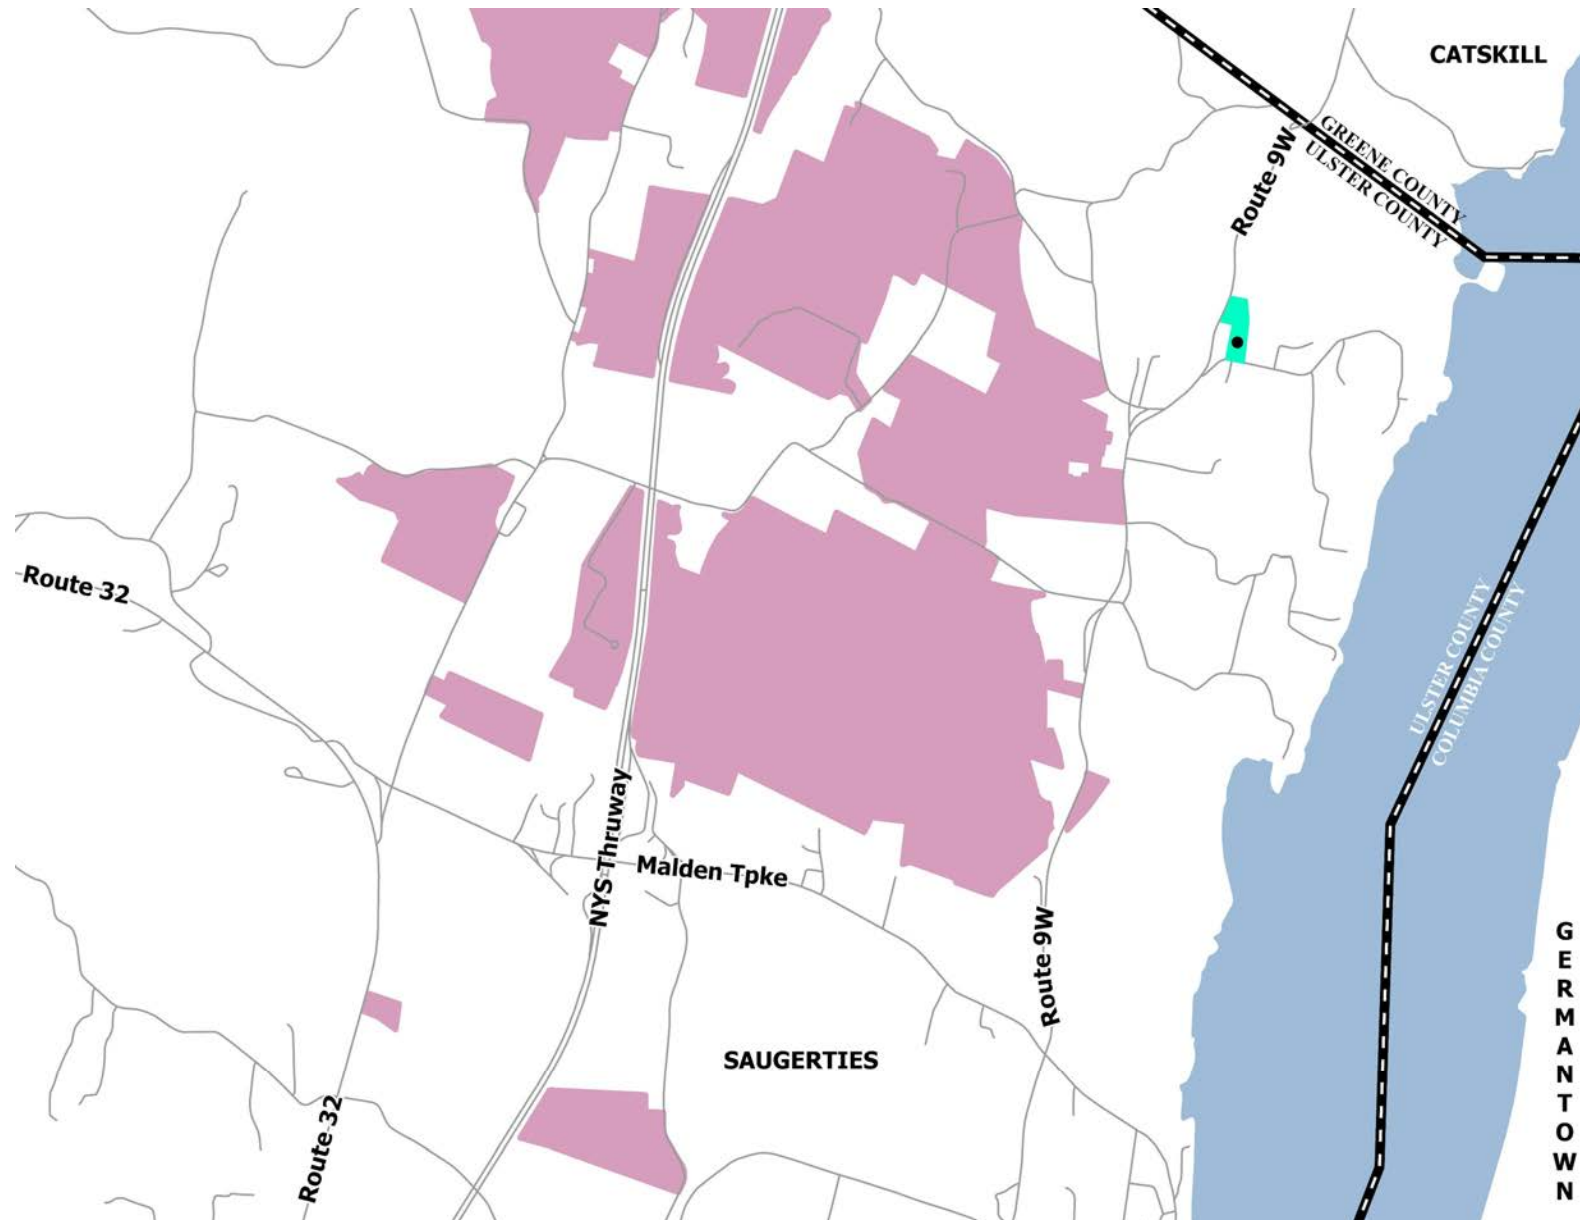 CATSKILL
GREENE COUNTY
ULSTER COUNTY
Route 9W
Route 32
ULSTER COUNTY
COLUMBIA COUNTY
NYS Thruway
Malden Tpke
Route 9W
GERMANTOWN
SAUGERTIES
Route 32